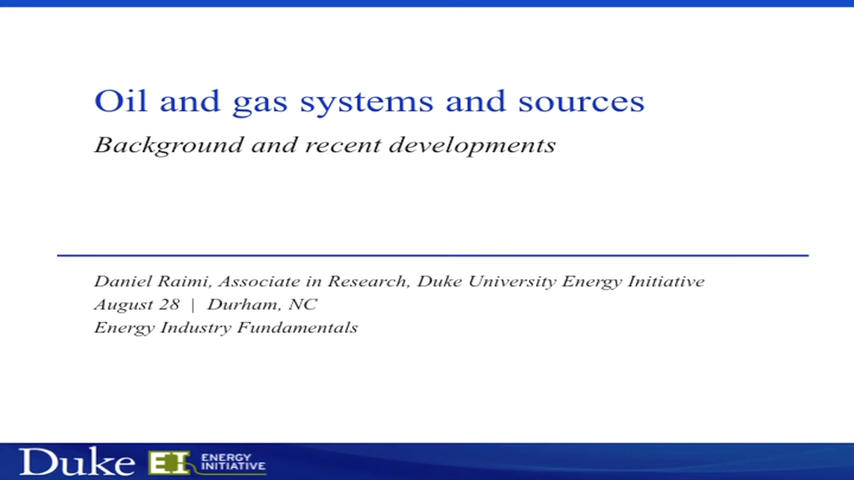 Oil and gas systems and sources
Background and recent developments
Daniel Raimi, Associate in Research, Duke University Energy Initiative
August 28 | Durham, NC
Energy Industry Fundamentals
Duke EI ENERGY
INITIATIVE